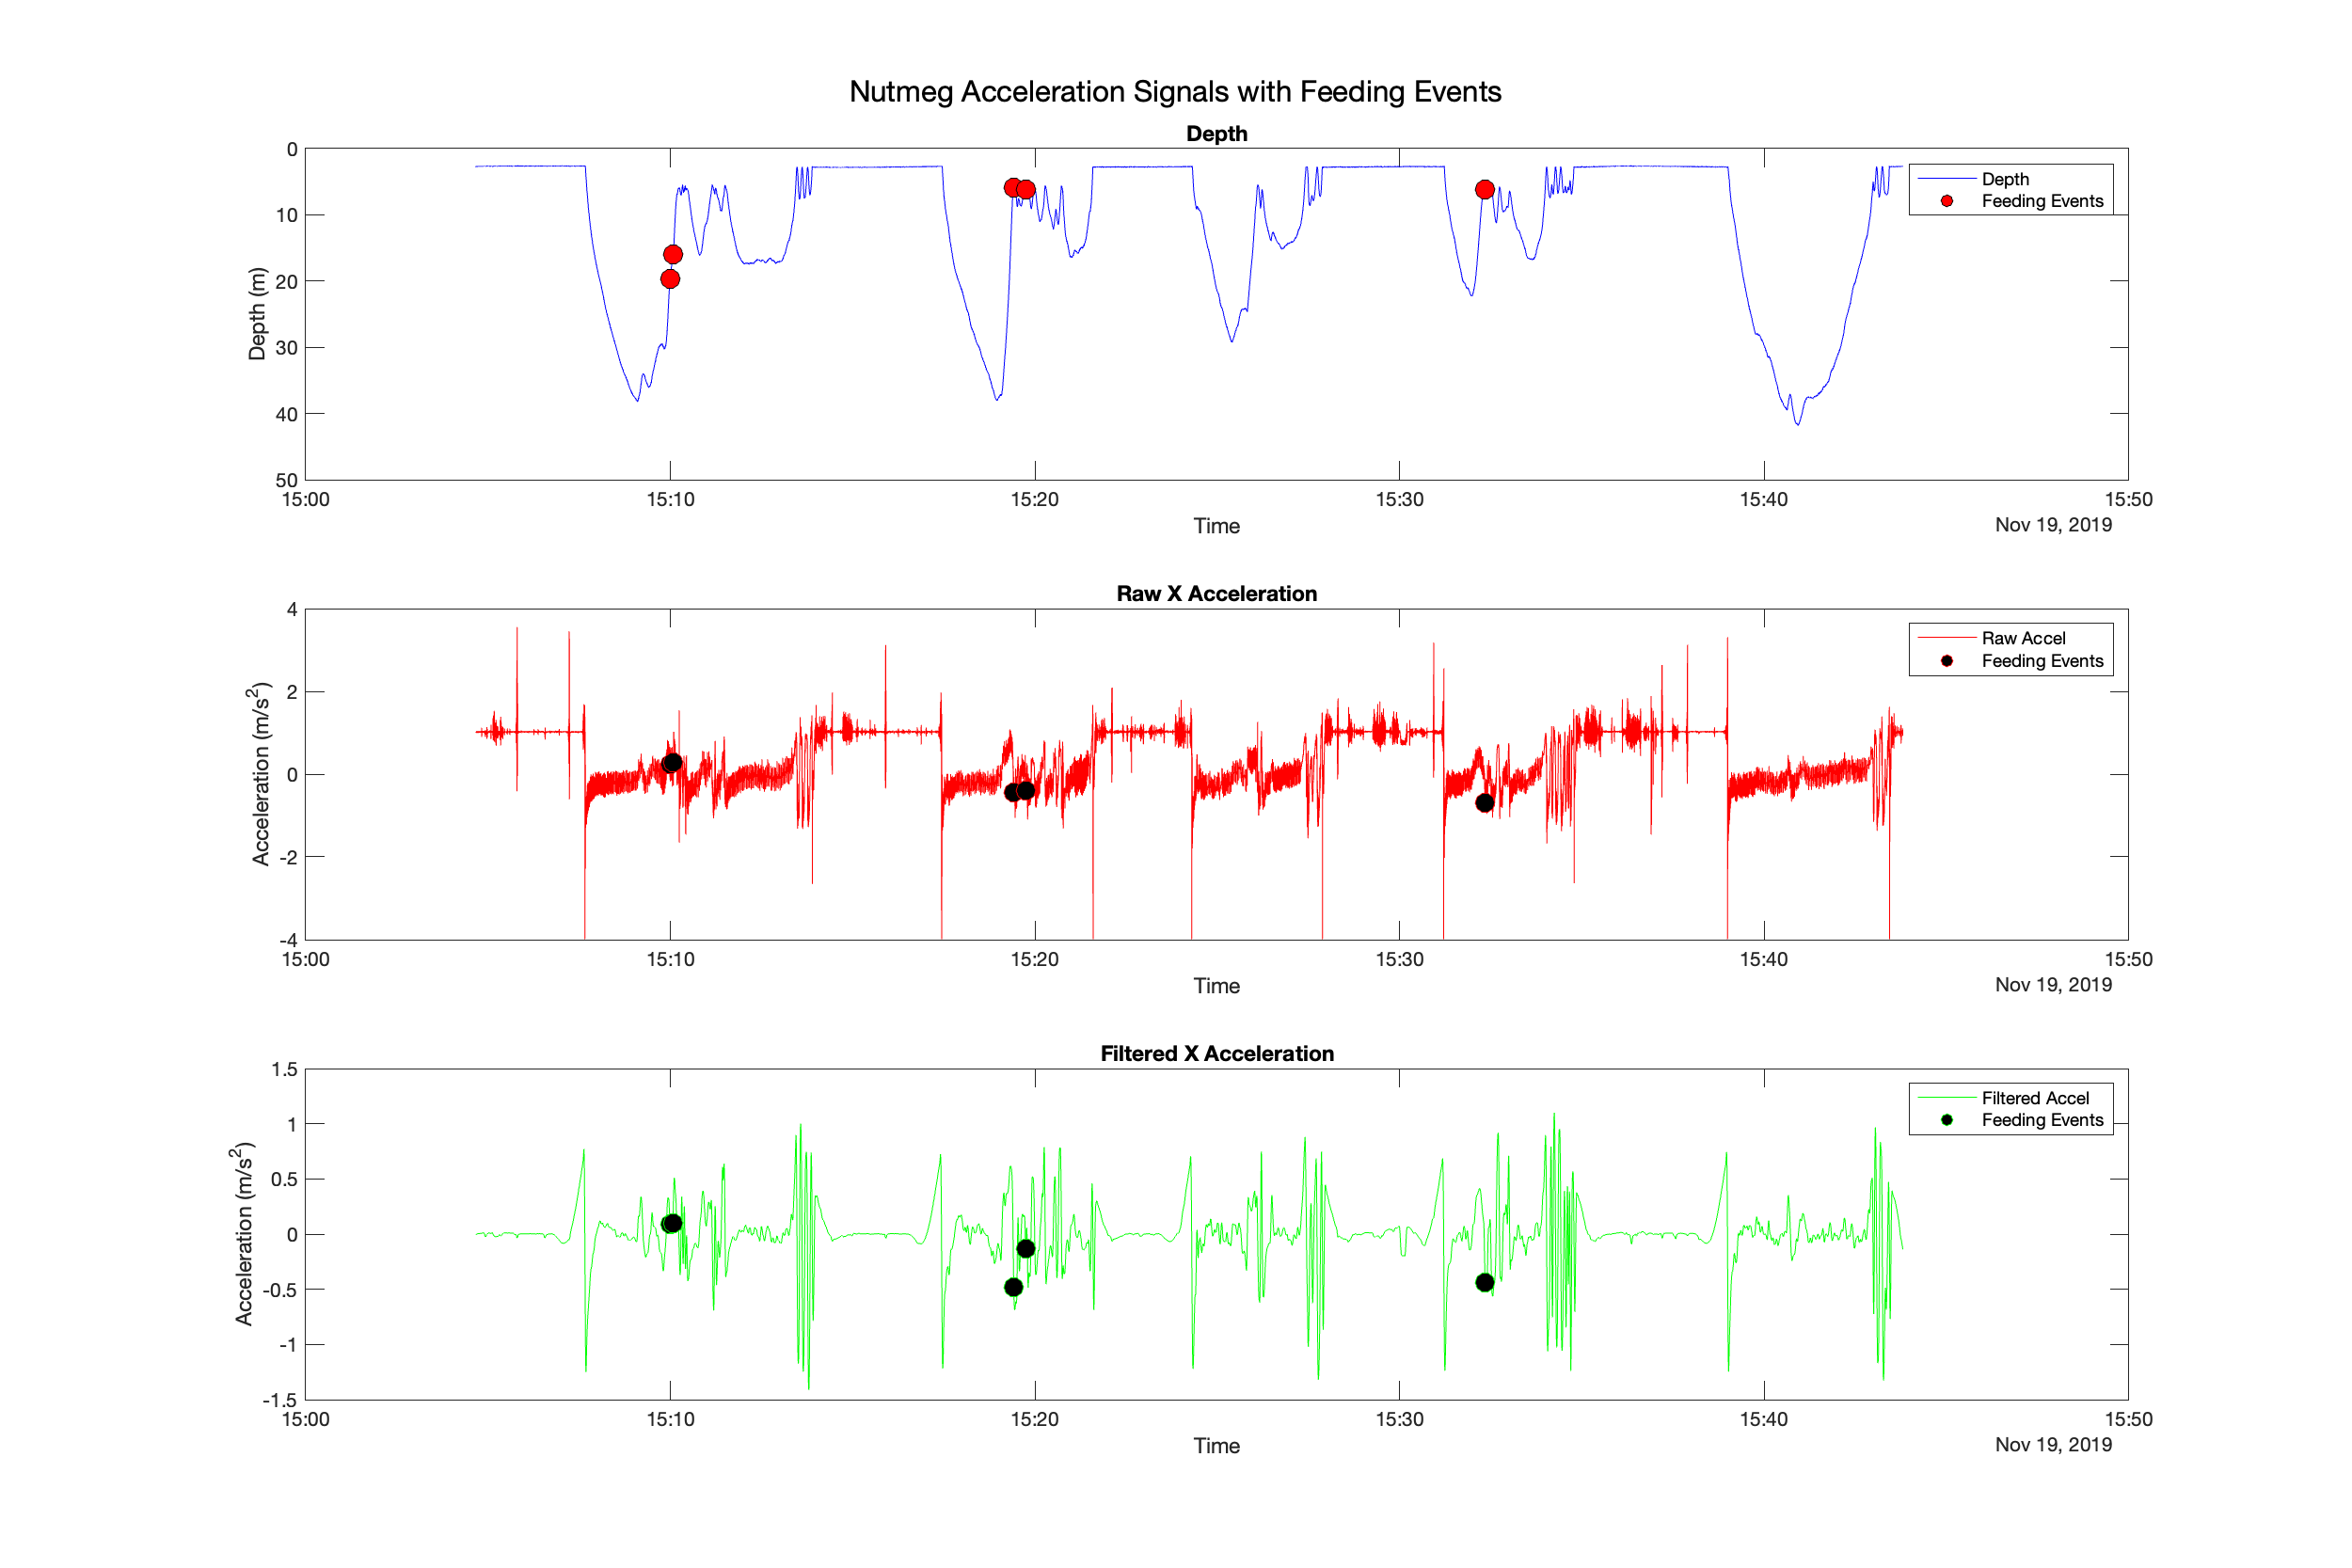 Nutmeg Acceleration Signals with Feeding Events
Depth
Depth (m)
0
10
20
30
40
50
Depth
Feeding Events
15:00 15:10 15:20 15:30 15:40 15:50
Time
Nov 19, 2019
Raw X Acceleration
Acceleration (m/s²)
4
2
0
-2
-4
Raw Accel
Feeding Events
15:00 15:10 15:20 15:30 15:40 15:50
Time
Nov 19, 2019
Filtered X Acceleration
Acceleration (m/s²)
1.5
1
0.5
0
-0.5
-1
-1.5
Filtered Accel
Feeding Events
15:00 15:10 15:20 15:30 15:40 15:50
Time
Nov 19, 2019